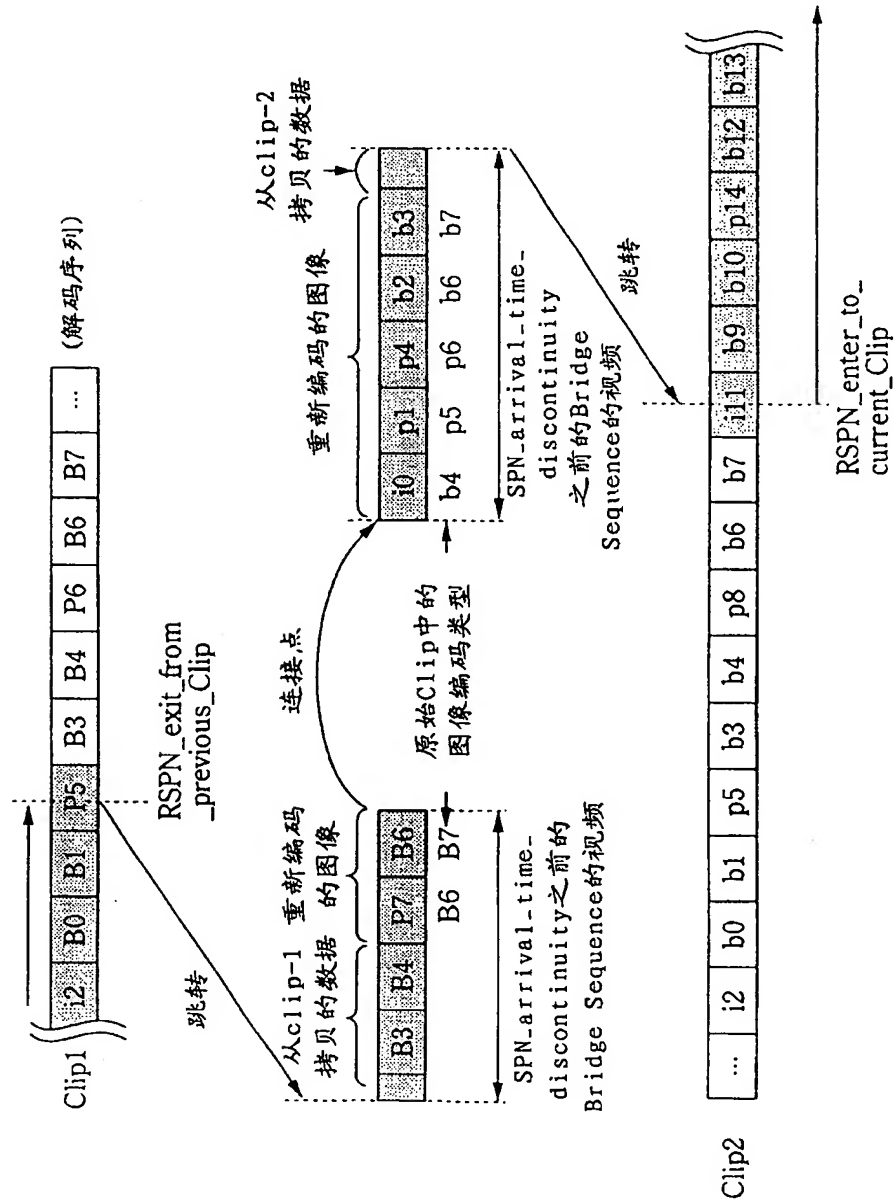 (解码序列)
Clip1
i2 B0 B1 P5 B3 B4 P6 B6 B7 …
RSPN_exit_from
_previous_Clip
跳转
从clip-1
拷贝的数据
重新编码
的图像
B3 B4 P7 B6
B6 B7
SPN_arrival_time_
discontinuity之前的
Bridge Sequence的视频
连接点
原始Clip中的
图像编码类型
重新编码的图像
从clip-2
拷贝的数据
i0 p1 p4 b2 b3
b4 p5 p6 b6 b7
SPN_arrival_time_
discontinuity
之前的Bridge
Sequence的视频
跳转
Clip2
… i2 b0 b1 p5 b3 b4 p8 b6 b7 i11 b9 b10 p14 b12 b13
RSPN_enter_to_
current_Clip